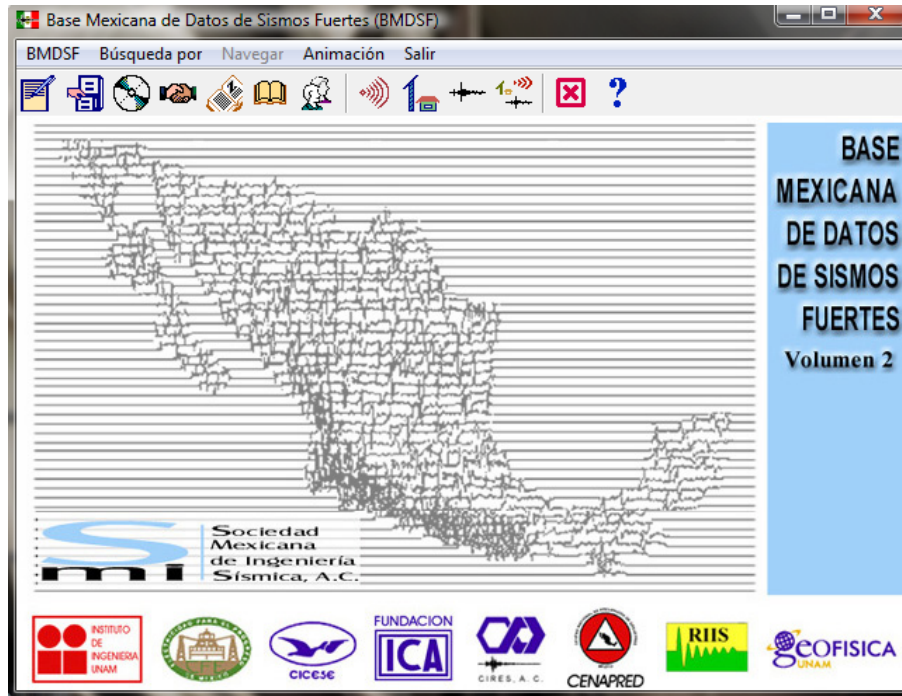 Base Mexicana de Datos de Sismos Fuertes (BMDSF)
BMDSF Búsqueda por Navegar Animación Salir
BASE
MEXICANA
DE DATOS
DE SISMOS
FUERTES
Volumen 2
Smi
Sociedad
Mexicana
de Ingeniería
Sísmica, A.C.
INSTITUTO
DE
INGENIERIA
UNAM
CICESE
FUNDACION
ICA
CIRES, A. C.
CENAPRED
RIIS
GEOFISICA
UNAM